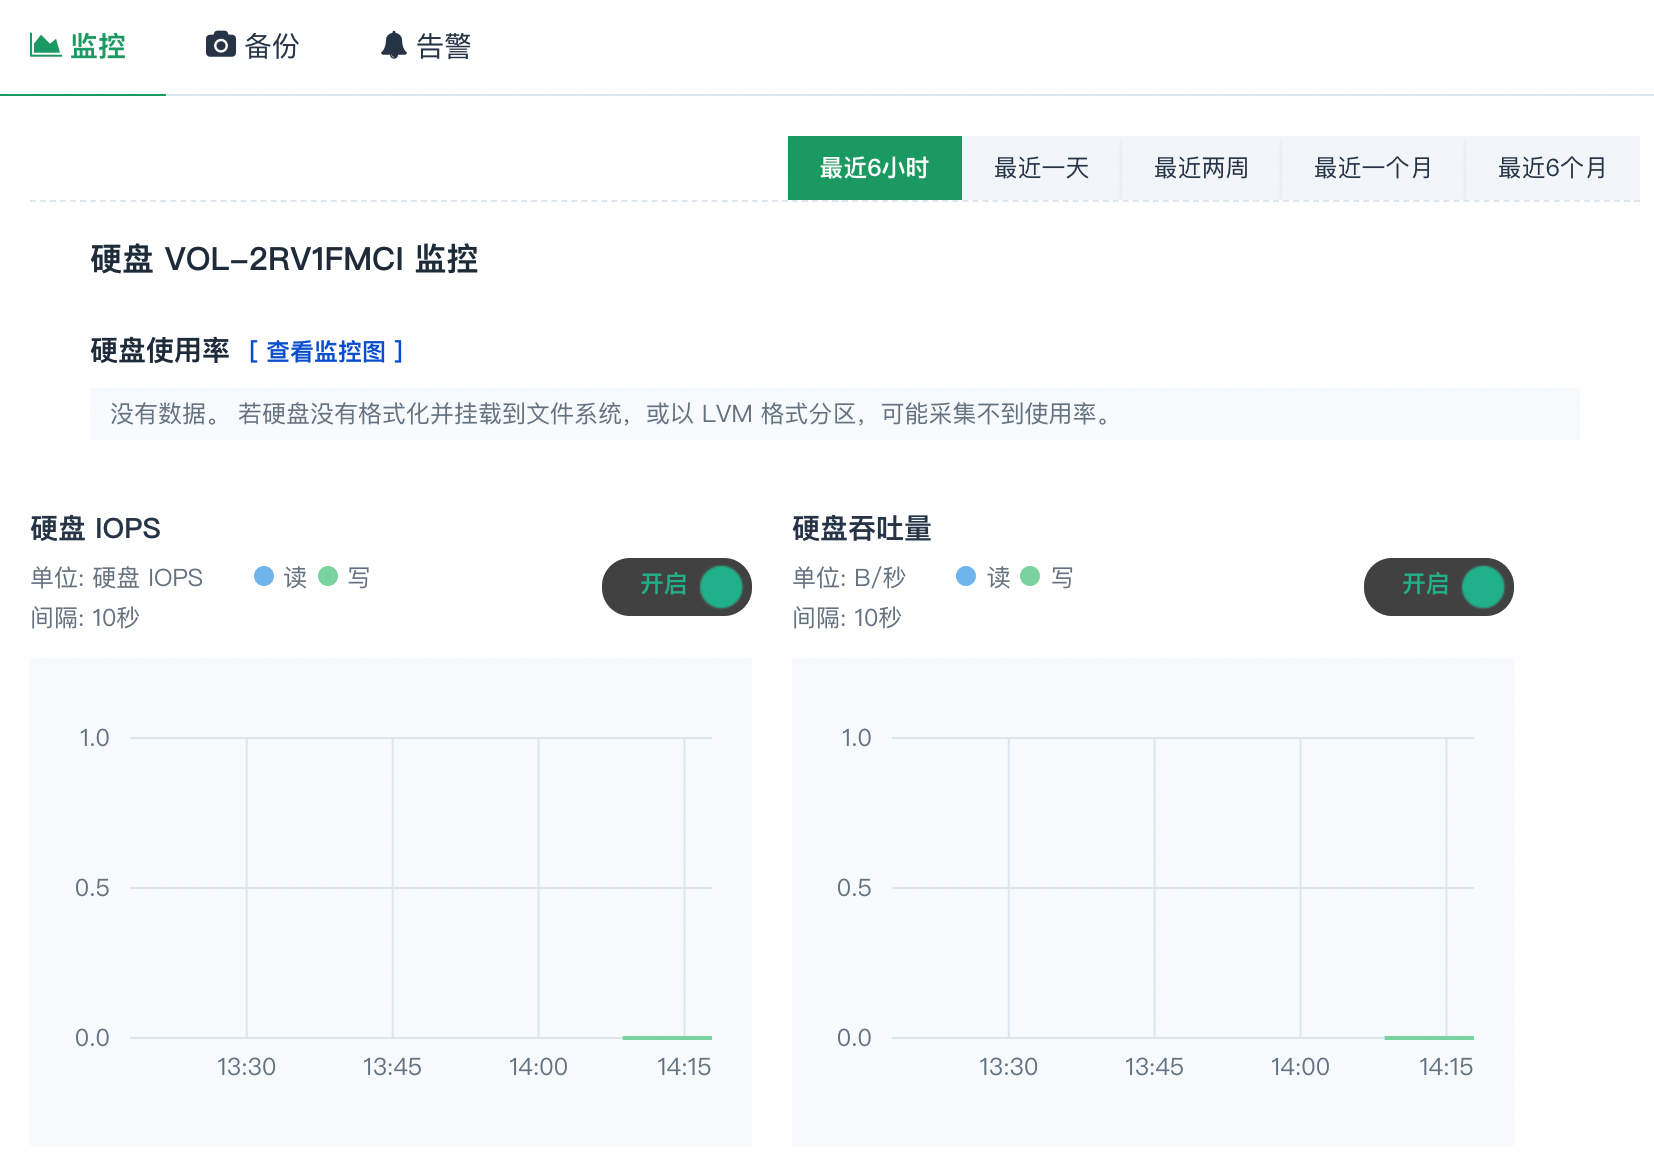 监控 备份 告警
最近6小时 最近一天 最近两周 最近一个月 最近6个月
硬盘 VOL-2RV1FMCI 监控
硬盘使用率 [ 查看监控图 ]
没有数据。 若硬盘没有格式化并挂载到文件系统，或以 LVM 格式分区，可能采集不到使用率。
硬盘 IOPS
单位: 硬盘 IOPS 读 写
间隔: 10秒
开启
1.0
0.5
0.0
13:30 13:45 14:00 14:15
硬盘吞吐量
单位: B/秒 读 写
间隔: 10秒
开启
1.0
0.5
0.0
13:30 13:45 14:00 14:15